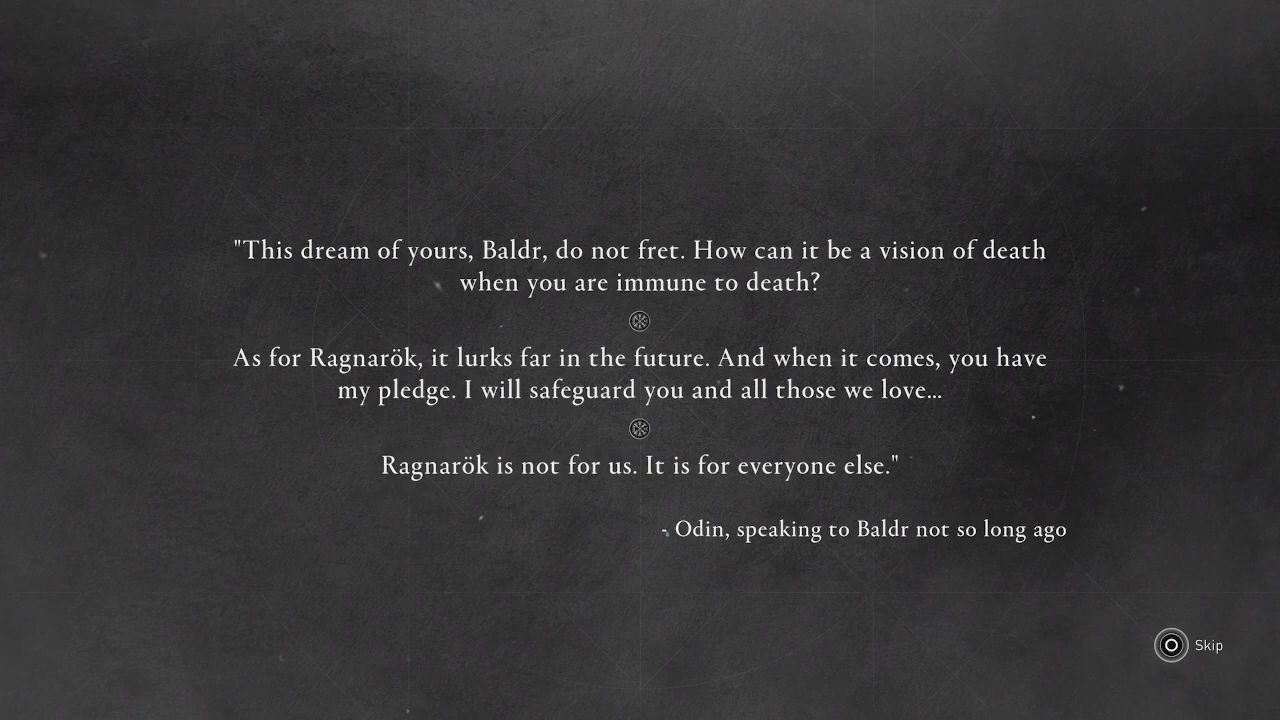 "This dream of yours, Baldr, do not fret. How can it be a vision of death
when you are immune to death?
As for Ragnarök, it lurks far in the future. And when it comes, you have
my pledge. I will safeguard you and all those we love...
Ragnarök is not for us. It is for everyone else."
- Odin, speaking to Baldr not so long ago
Skip